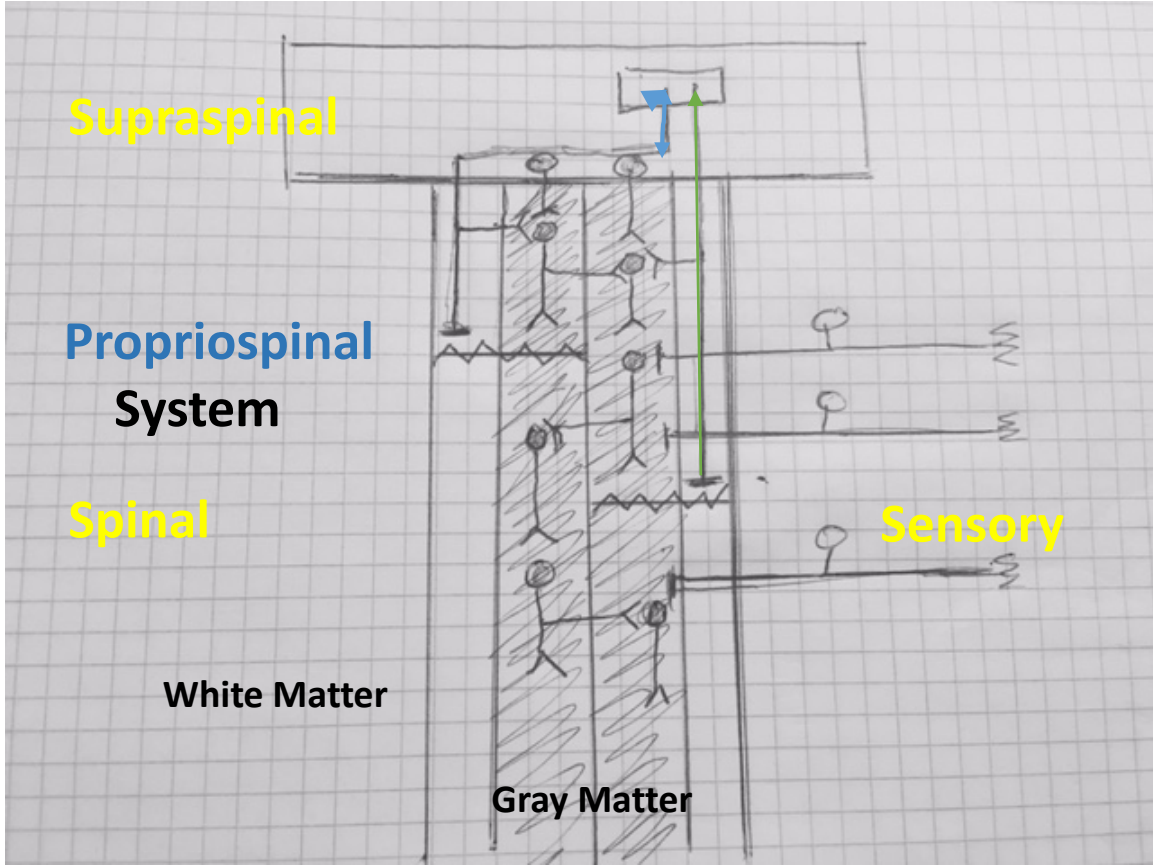 Supraspinal
Propriospinal
System
Spinal
Sensory
White Matter
Gray Matter